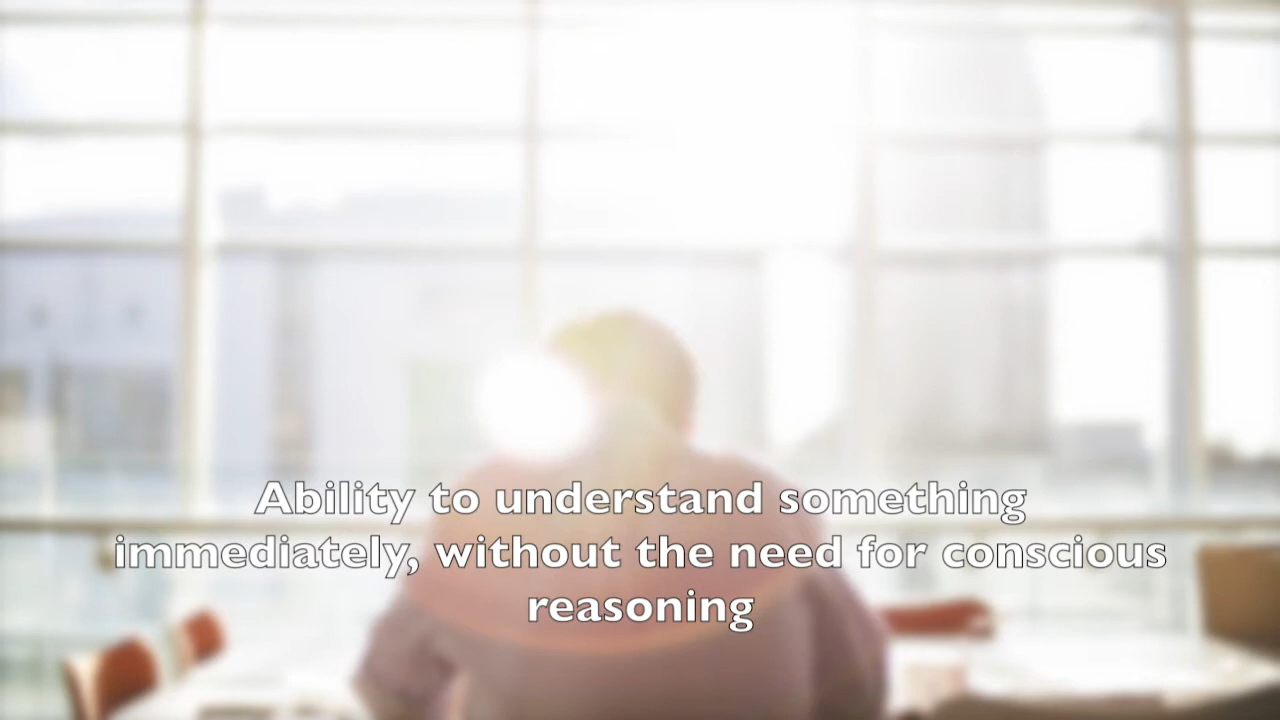 Ability to understand something
immediately, without the need for conscious
reasoning